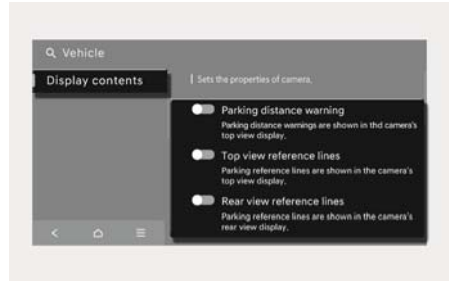 Vehicle
Display contents
Sets the properties of camera.
Parking distance warning
Parking distance warnings are shown in thd camera's
top view display.
Top view reference lines
Parking reference lines are shown in the camera's
top view display.
Rear view reference lines
Parking reference lines are shown in the camera's
rear view display.